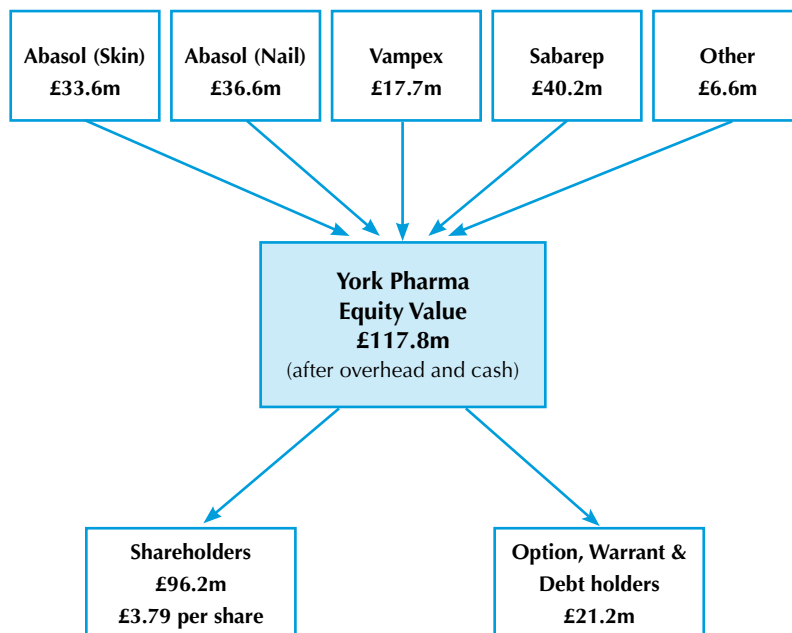 Abasol (Skin)
£33.6m
Abasol (Nail)
£36.6m
Vampex
£17.7m
Sabarep
£40.2m
Other
£6.6m
York Pharma
Equity Value
£117.8m
(after overhead and cash)
Shareholders
£96.2m
£3.79 per share
Option, Warrant &
Debt holders
£21.2m